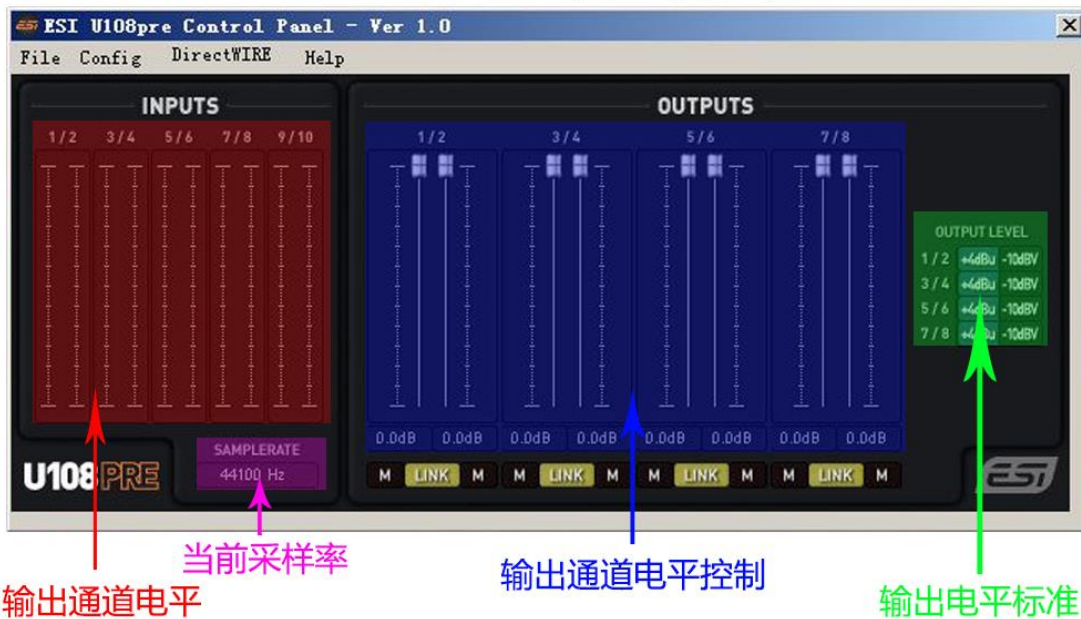 ESI U108pre Control Panel - Ver 1.0
File Config DirectWIRE Help
INPUTS
1/2 3/4 5/6 7/8 9/10
SAMPLERATE
44100 Hz
U108PRE
OUTPUTS
1/2 3/4 5/6 7/8
0.0dB 0.0dB 0.0dB 0.0dB 0.0dB 0.0dB 0.0dB 0.0dB
M LINK M M LINK M M LINK M M LINK M
OUTPUT LEVEL
1/2 +4dBu -10dBV
3/4 +4dBu -10dBV
5/6 +4dBu -10dBV
7/8 +4dBu -10dBV
ESI
当前采样率
输出通道电平
输出通道电平控制
输出电平标准